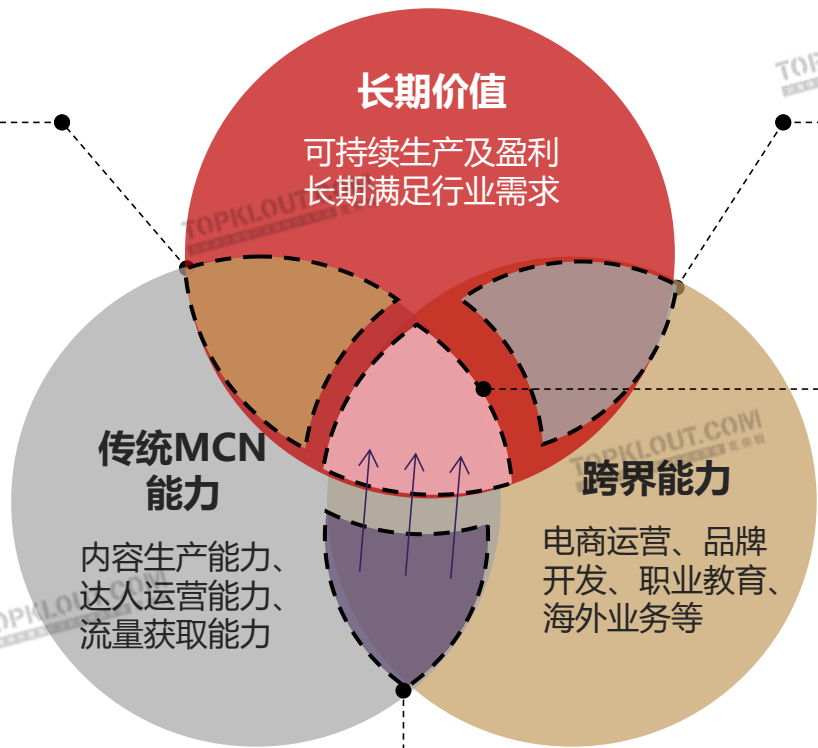 长期价值
可持续生产及盈利
长期满足行业需求
TOPKLOUT.COM
传统MCN
能力
内容生产能力、
达人运营能力、
流量获取能力
TOPKLOUT.COM
跨界能力
电商运营、品牌
开发、职业教育、
海外业务等